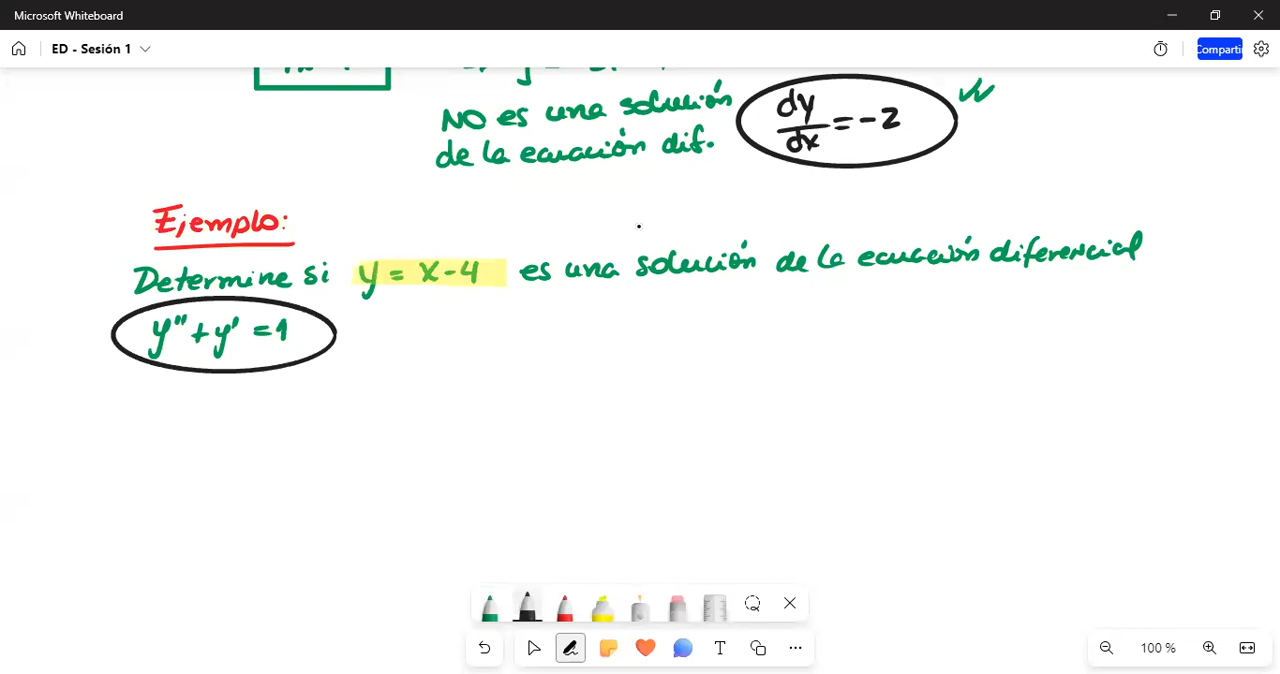 Microsoft Whiteboard
ED - Sesión 1
Comparti
NO es una solución
de la ecuación dif.
dy/dx = -2
Ejemplo:
Determine si y = x - 4 es una solución de la ecuación diferencial
y'' + y' = 1
100 %